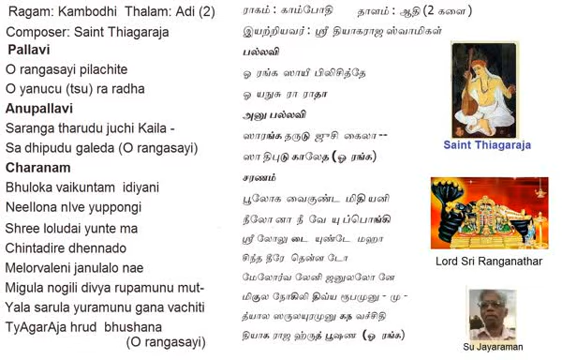 Ragam: Kambodhi  Thalam: Adi (2)
Composer: Saint Thiagaraja
Pallavi
O rangasayi pilachite
O yanucu (tsu) ra radha
Anupallavi
Saranga tharudu juchi Kaila -
Sa dhipudu galeda (O rangasayi)
Charanam
Bhuloka vaikuntam  idiyani
Neellona nIve yuppongi
Shree loludai yunte ma
Chintadire dhennado
Melorvaleni janulalo nae
Migula nogili divya rupamunu mut-
Yala sarula yuramunu gana vachiti
TyAgarAja hrud  bhushana
(O rangasayi)
ராகம் : காம்போதி    தாளம் : ஆதி (2 களை )
இயற்றியவர் : ஸ்ரீ தியாகராஜ ஸ்வாமிகள்
பல்லவி
ஓ ரங்க ஸாயீ பிலிசிதே
ஓ யநுசு ரா ராதா
அனு பல்லவி
ஸாரங்க தருடு ஜுசி கைலா --
ஸாதிபுடு காலேத (ஓ ரங்க)
சரணம்
பூலோக வைகுண்ட மிதி யனி
நீலோ னா நீ வே யு ப்பொங்கி
ஸ்ரீ லோலு டை யுண்டே  மஹா
சிந்த தீரே  தென்ன டோ
மேலோர்வ லேனி ஜனுலலோ னே
மிகுல நோகிலி திவ்ய ரூபமுனு - மு -
த்யால ஸருலயுரமுனு கந வச்சிதி
தியாக ராஜ ஹ்ருத் பூஷண  (ஓ ரங்க)
Saint Thiagaraja
Lord Sri Ranganathar
Su Jayaraman